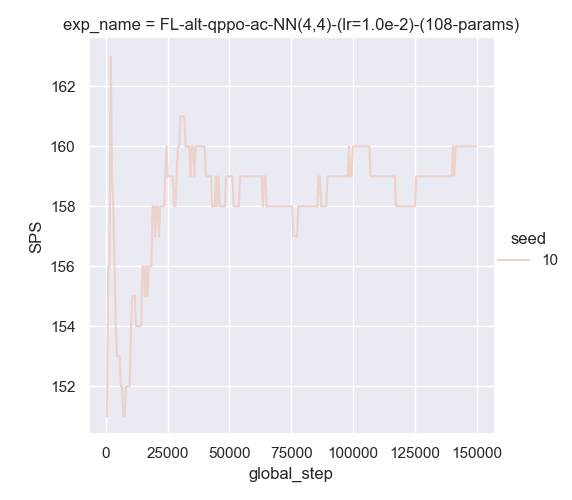 exp_name = FL-alt-qppo-ac-NN(4,4)-(lr=1.0e-2)-(108-params)
162
160
158
156
154
152
SPS
0 25000 50000 75000 100000 125000 150000
global_step
seed
10